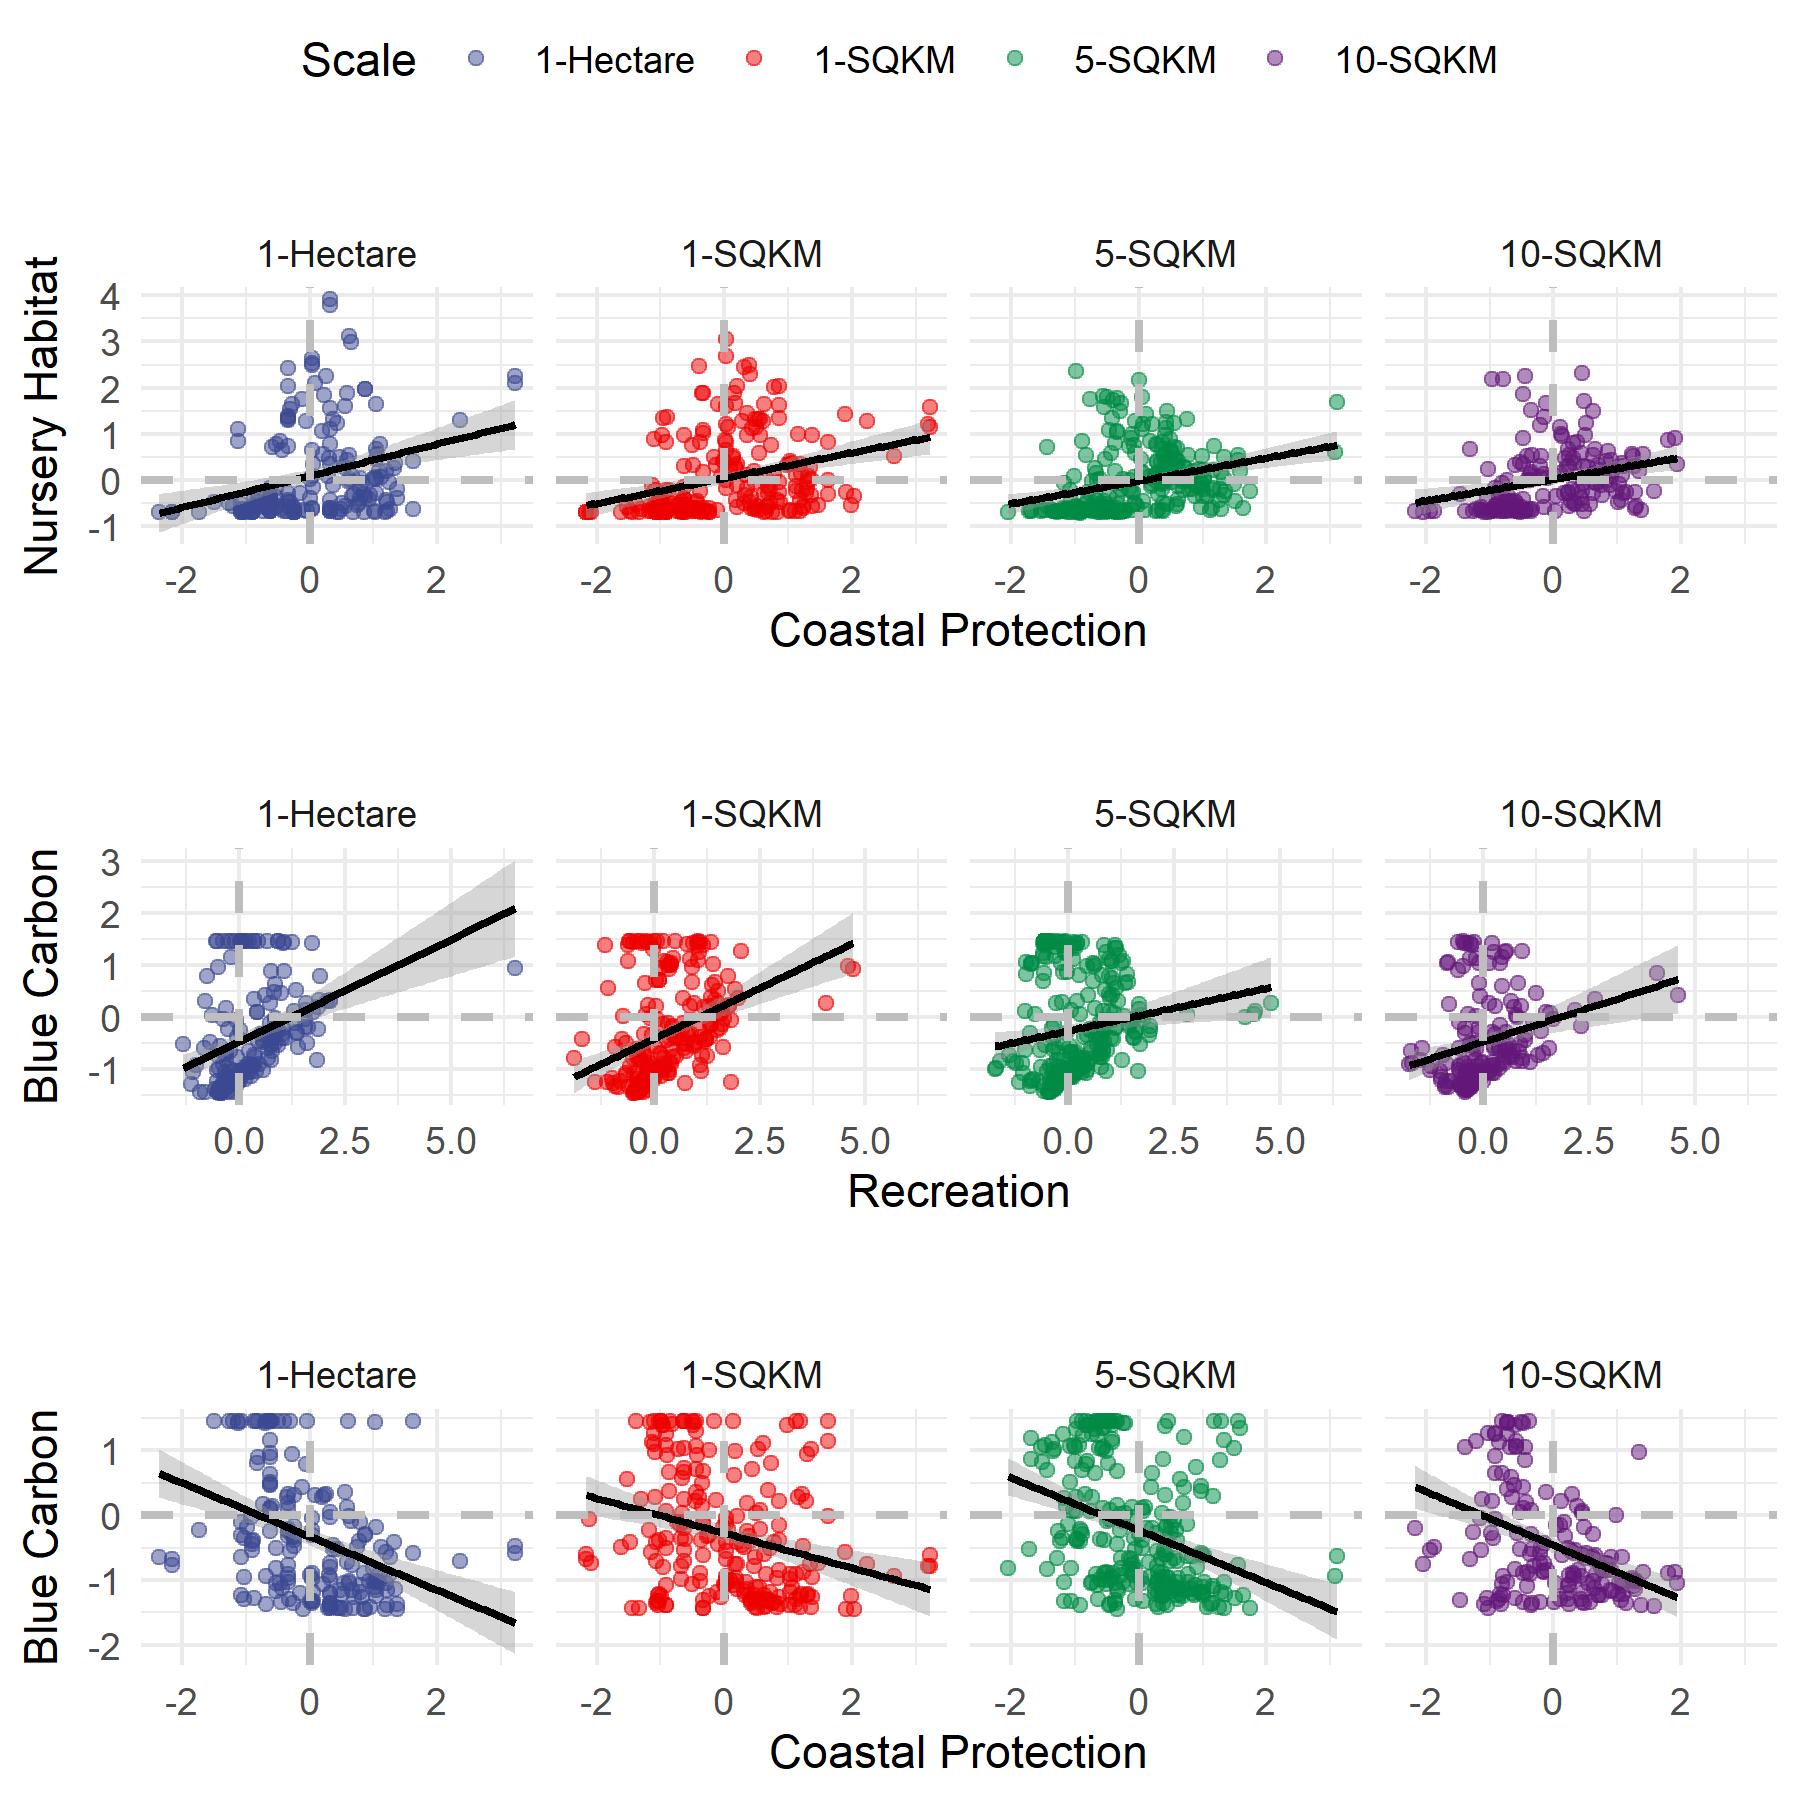 Scale 1-Hectare 1-SQKM 5-SQKM 10-SQKM
1-Hectare 1-SQKM 5-SQKM 10-SQKM
Nursery Habitat
4
3
2
1
0
-1
-2 0 2 -2 0 2 -2 0 2 -2 0 2
Coastal Protection
1-Hectare 1-SQKM 5-SQKM 10-SQKM
Blue Carbon
3
2
1
0
-1
0.0 2.5 5.0 0.0 2.5 5.0 0.0 2.5 5.0 0.0 2.5 5.0
Recreation
1-Hectare 1-SQKM 5-SQKM 10-SQKM
Blue Carbon
1
0
-1
-2
-2 0 2 -2 0 2 -2 0 2 -2 0 2
Coastal Protection